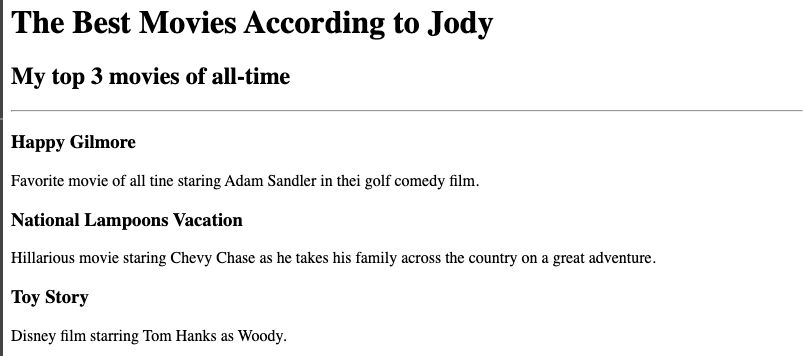 The Best Movies According to Jody
My top 3 movies of all-time
Happy Gilmore
Favorite movie of all tine staring Adam Sandler in thei golf comedy film.
National Lampoons Vacation
Hillarious movie staring Chevy Chase as he takes his family across the country on a great adventure.
Toy Story
Disney film starring Tom Hanks as Woody.